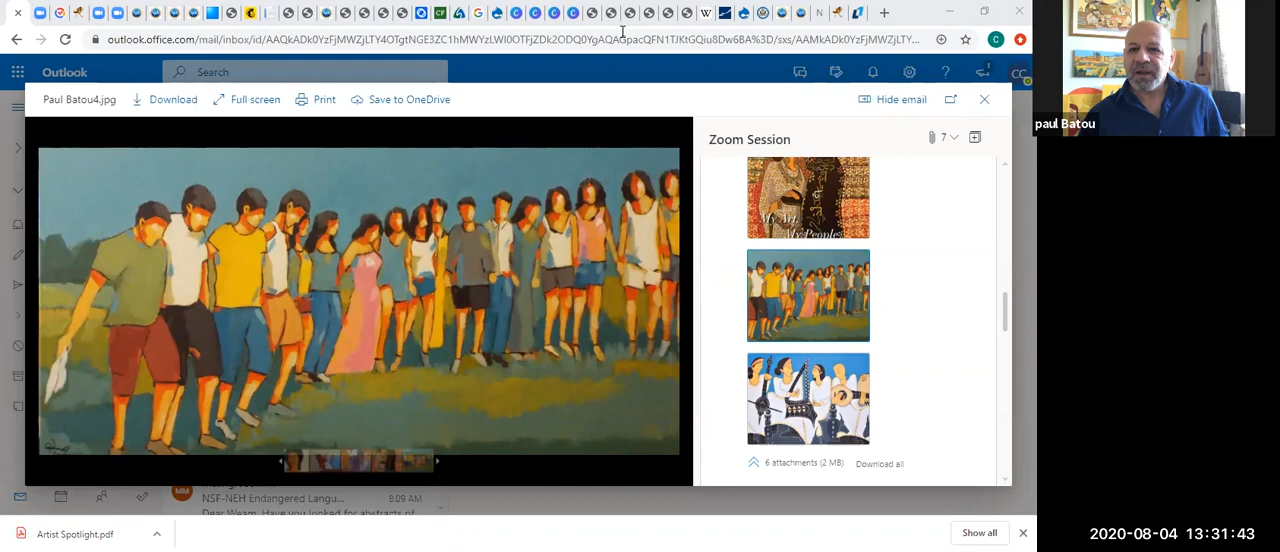 outlook.office.com/mail/inbox/id/AAQkADk0YzFjMWZjLTY4OTgtNGE3ZC1hMWYzLWI0OTFjZDk2ODQ0YgAQAGpacQFN1TJKtGQiu8Dw6BA%3D/sxs/AAMkADk0YzFjMWZjLTY...
Outlook
Search
CC
Paul Batou4.jpg
Download
Full screen
Print
Save to OneDrive
Hide email
paul Batou
Zoom Session
7
My Art
My People
6 attachments (2 MB)
Download all
MM
NSF-NEH Endangered Langu...
8:09 AM
Dear Weam, Have you looked for abstracts of
Artist Spotlight.pdf
Show all
2020-08-04 13:31:43